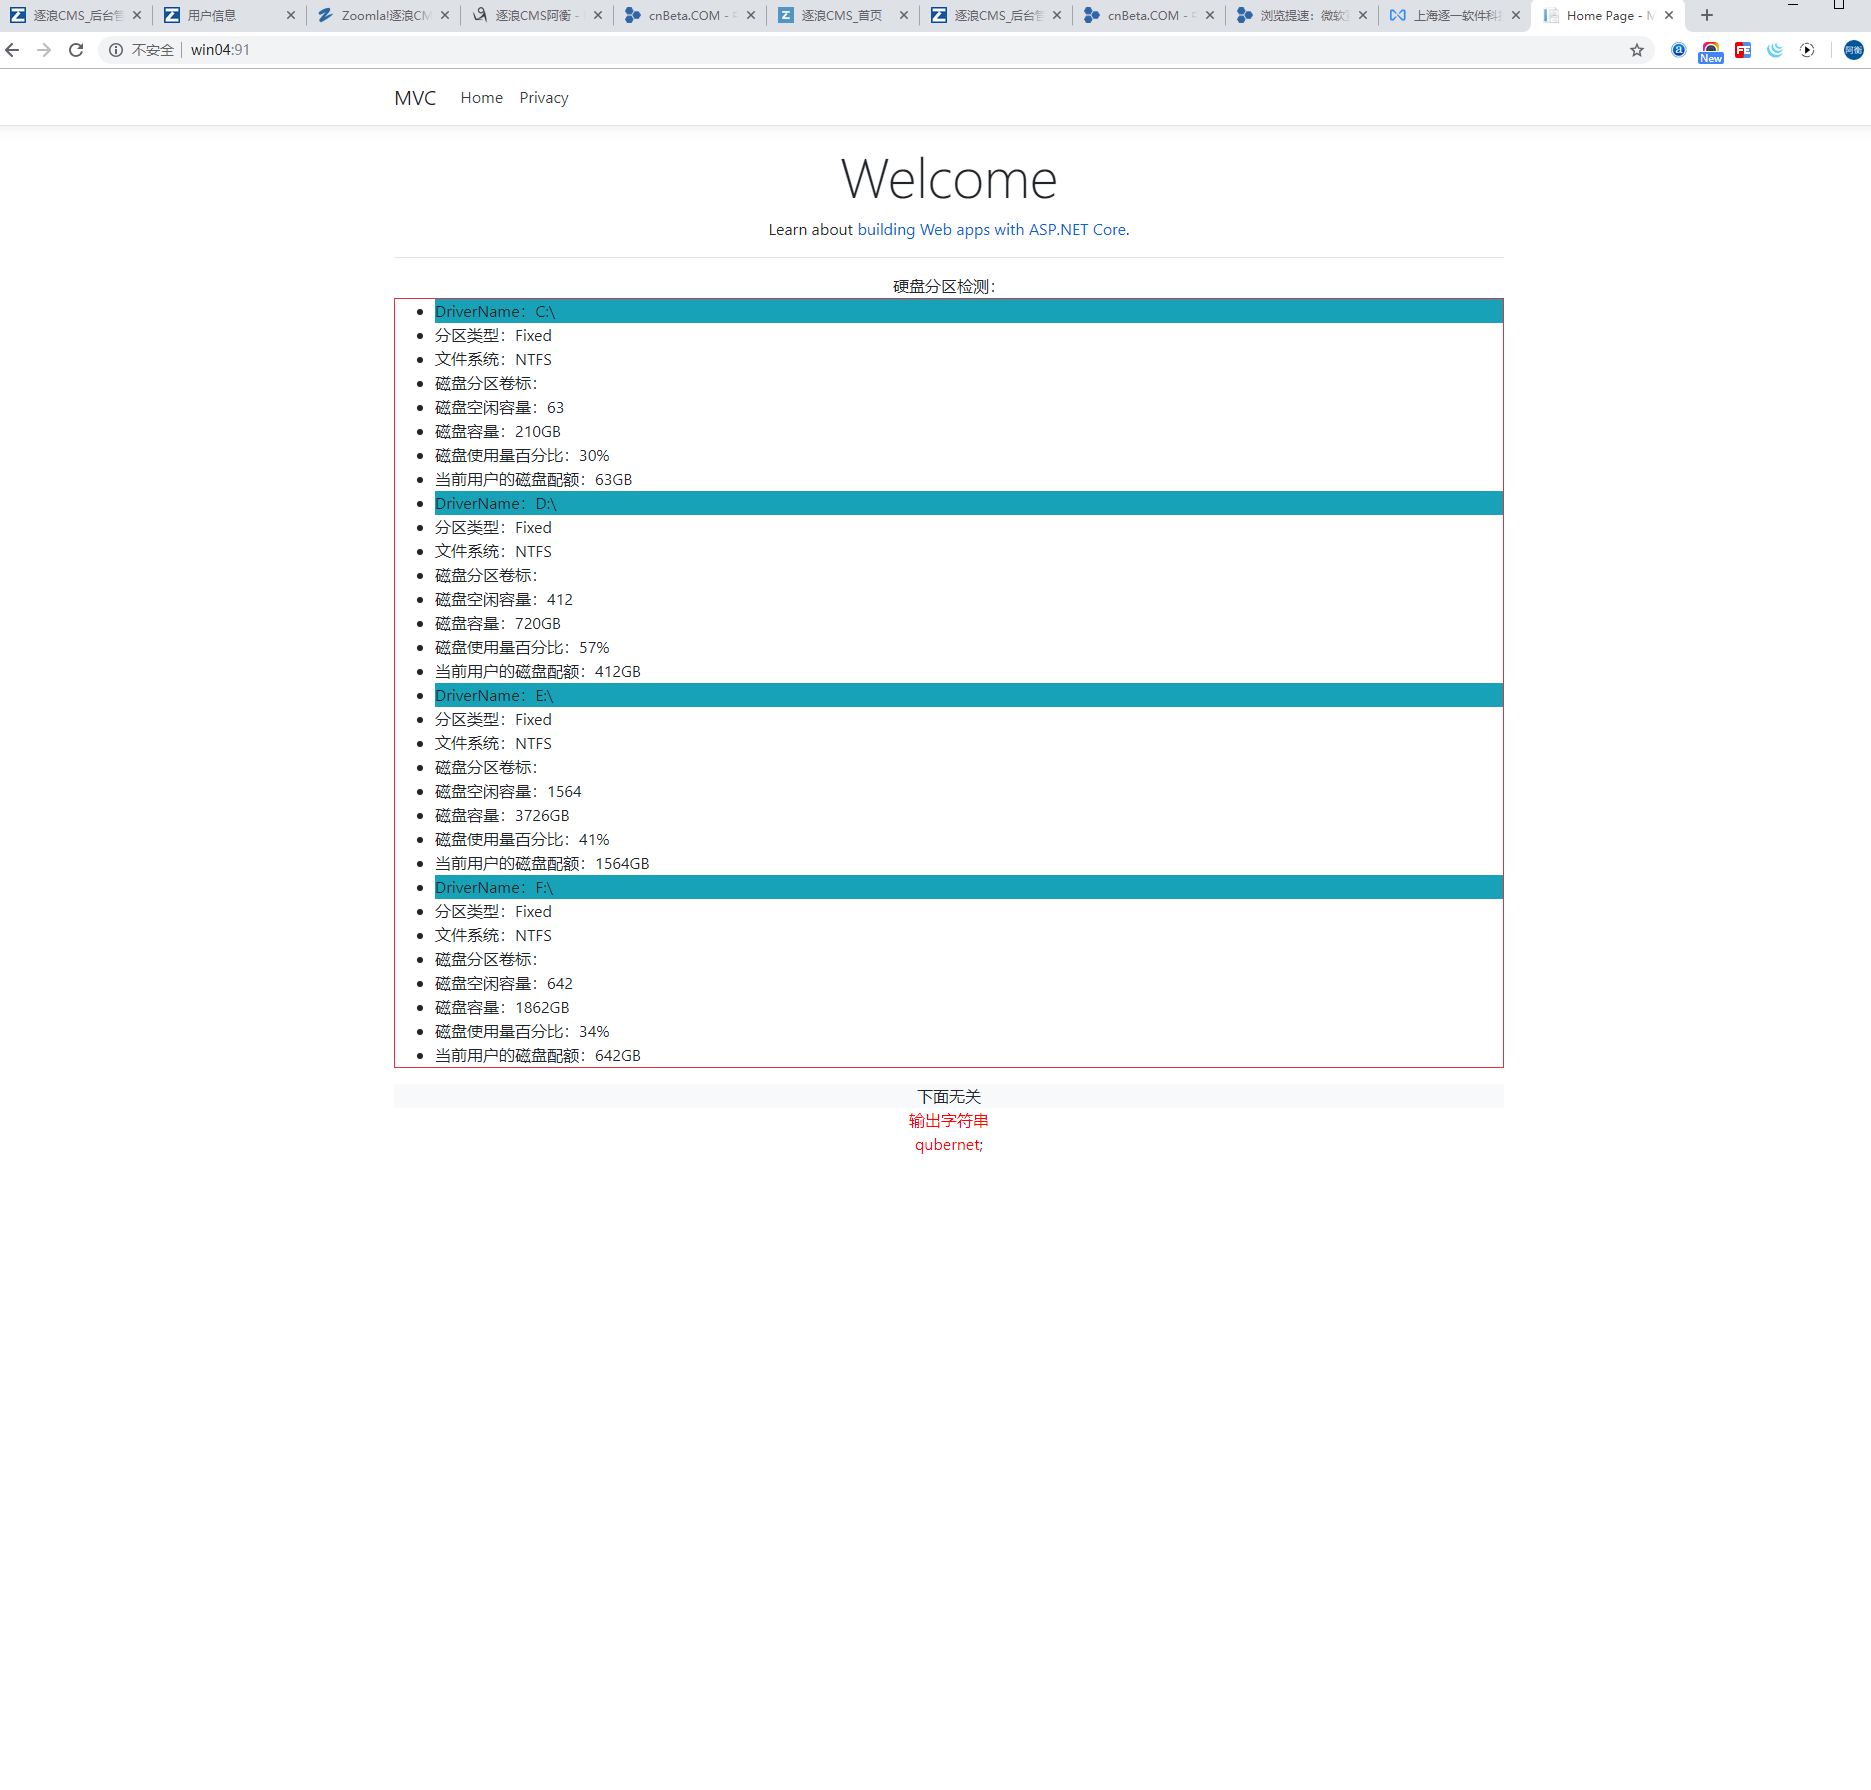 逐浪CMS_后台管
用户信息
Zoomla!逐浪CM
逐浪CMS阿衡 -
cnBeta.COM - 中
逐浪CMS_首页
逐浪CMS_后台管
cnBeta.COM - 中
浏览提速：微软
上海逐一软件科技
Home Page - M
不安全 | win04:91
New
FE
阿衡
MVC Home Privacy
Welcome
Learn about building Web apps with ASP.NET Core.
硬盘分区检测：
DriverName：C:\
分区类型：Fixed
文件系统：NTFS
磁盘分区卷标：
磁盘空闲容量：63
磁盘容量：210GB
磁盘使用量百分比：30%
当前用户的磁盘配额：63GB
DriverName：D:\
分区类型：Fixed
文件系统：NTFS
磁盘分区卷标：
磁盘空闲容量：412
磁盘容量：720GB
磁盘使用量百分比：57%
当前用户的磁盘配额：412GB
DriverName：E:\
分区类型：Fixed
文件系统：NTFS
磁盘分区卷标：
磁盘空闲容量：1564
磁盘容量：3726GB
磁盘使用量百分比：41%
当前用户的磁盘配额：1564GB
DriverName：F:\
分区类型：Fixed
文件系统：NTFS
磁盘分区卷标：
磁盘空闲容量：642
磁盘容量：1862GB
磁盘使用量百分比：34%
当前用户的磁盘配额：642GB
下面无关
输出字符串
qubernet;